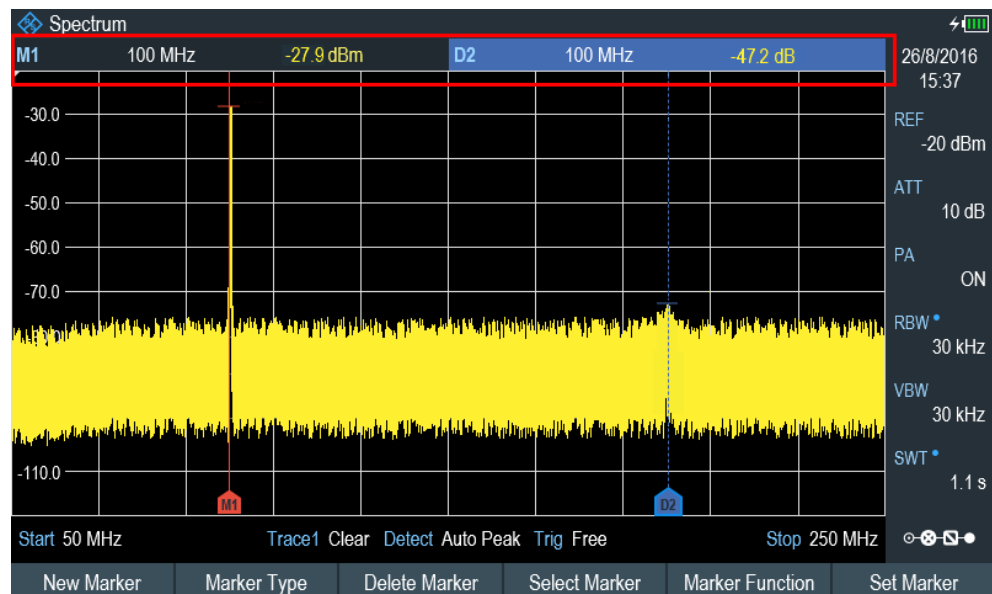 Spectrum
M1 100 MHz -27.9 dBm D2 100 MHz -47.2 dB
26/8/2016
15:37
-30.0
-40.0
-50.0
-60.0
-70.0
-110.0
M1
D2
REF
-20 dBm
ATT
10 dB
PA
ON
RBW
30 kHz
VBW
30 kHz
SWT
1.1 s
Start 50 MHz Trace1 Clear Detect Auto Peak Trig Free Stop 250 MHz
New Marker Marker Type Delete Marker Select Marker Marker Function Set Marker